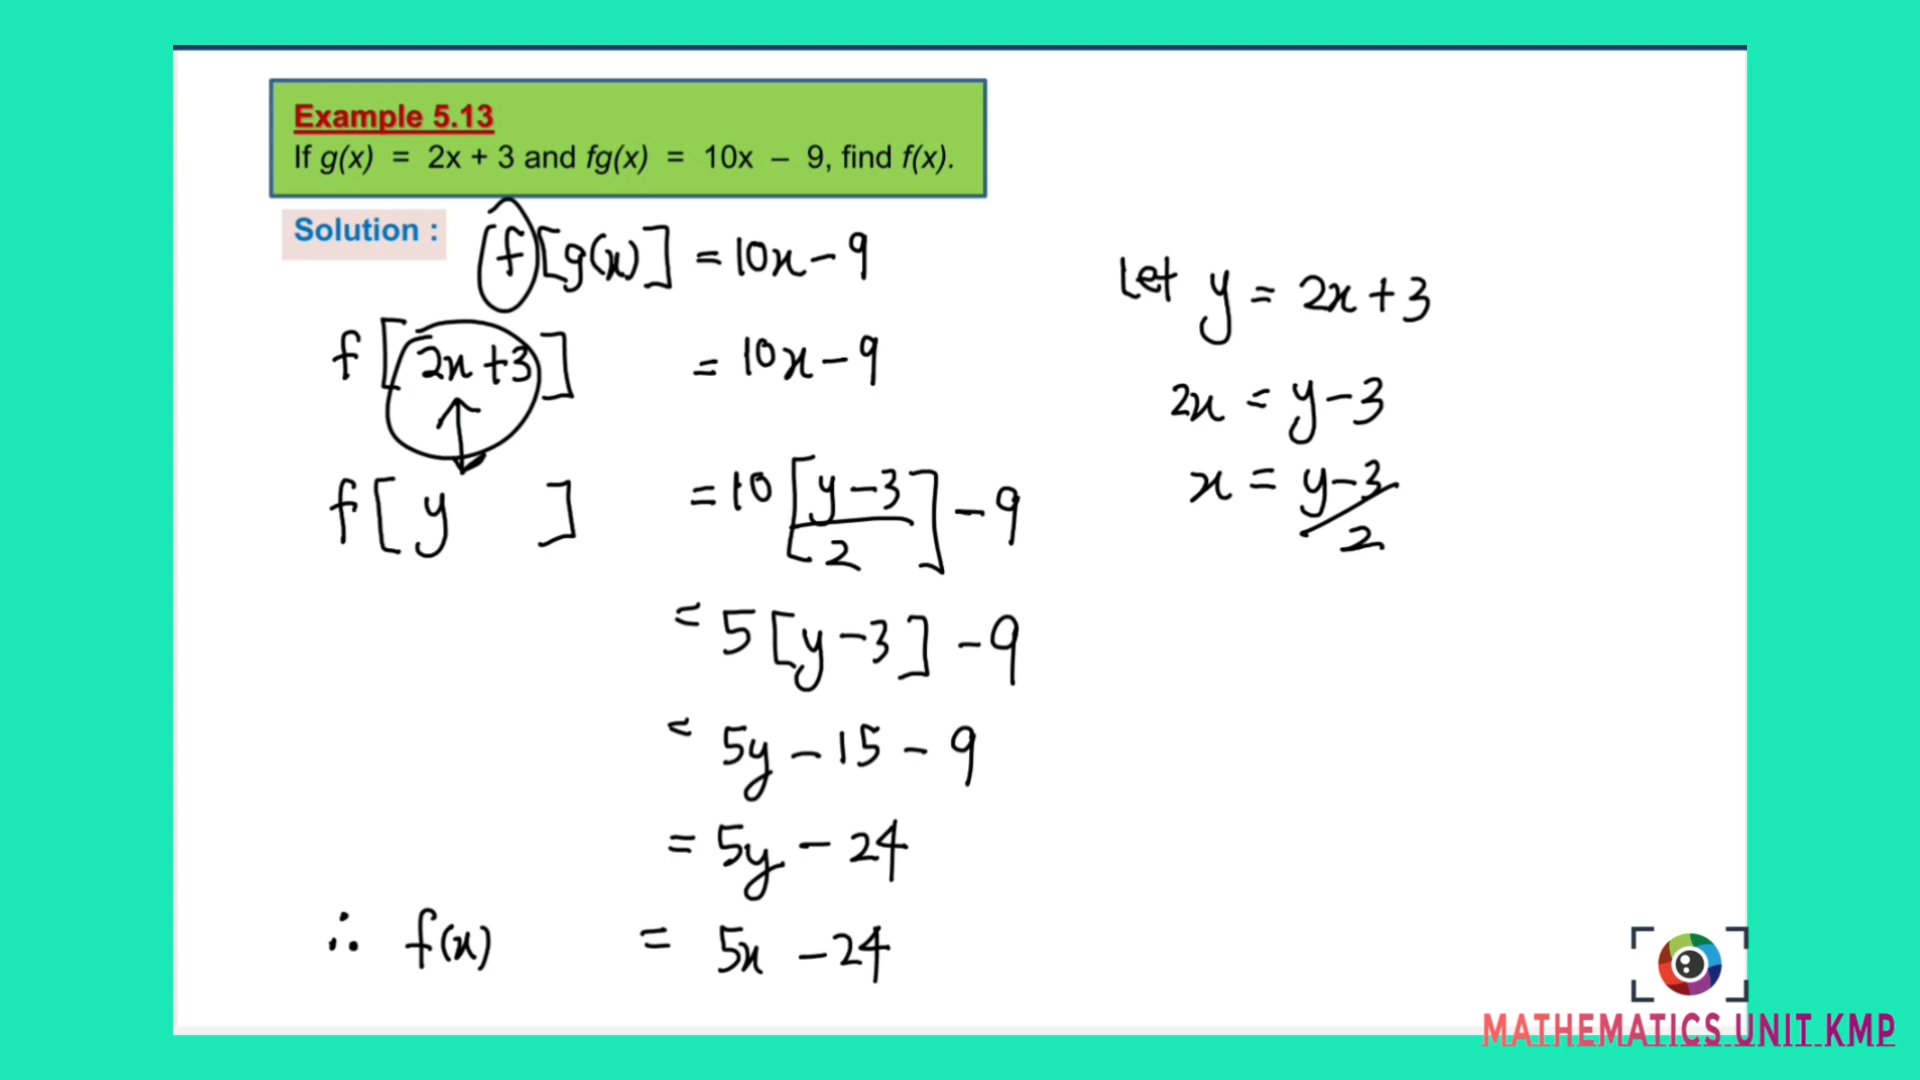 Example 5.13
If g(x) = 2x + 3 and fg(x) = 10x – 9, find f(x).
Solution :
f[g(x)] = 10x - 9
f[2x+3] = 10x - 9
f[y] = 10[y-3/2] - 9
= 5[y-3] - 9
= 5y - 15 - 9
= 5y - 24
∴ f(x) = 5x - 24
Let y = 2x + 3
2x = y - 3
x = y-3/2
MATHEMATICS UNIT KMP